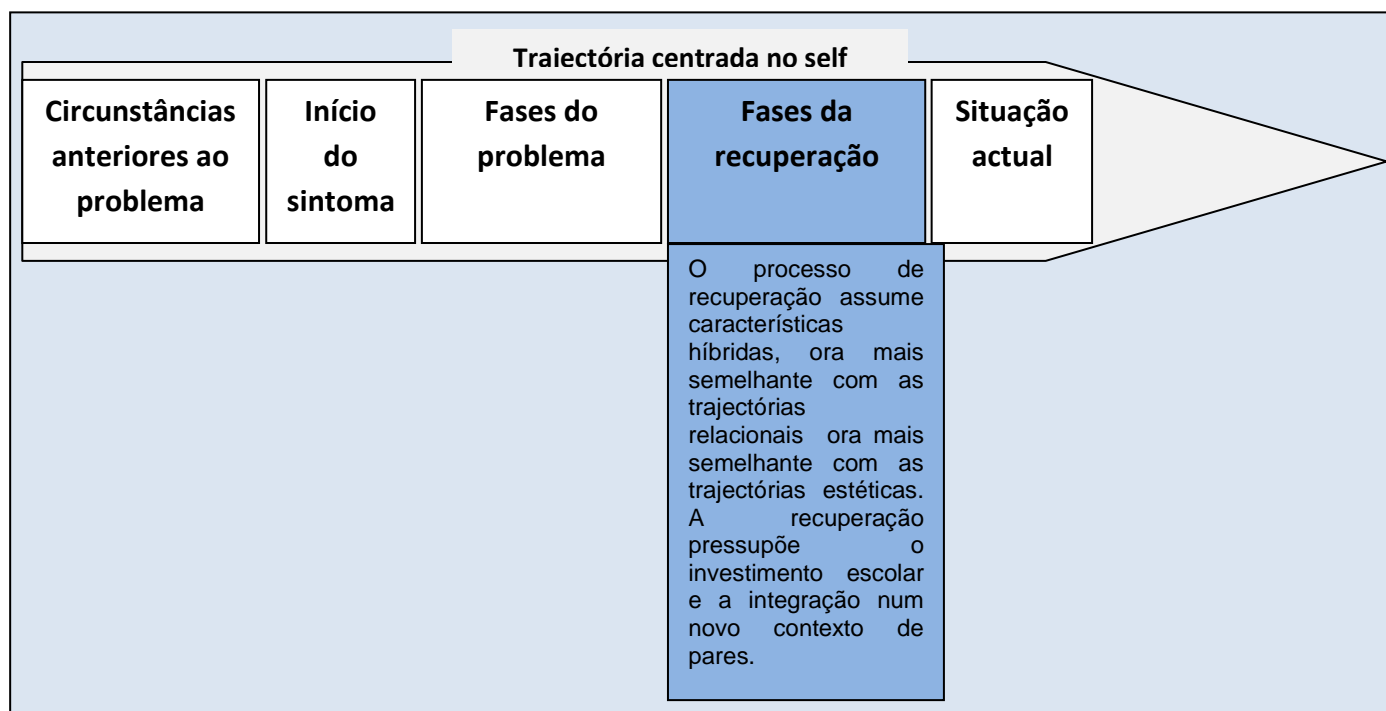 Trajectória centrada no self
Circunstâncias
anteriores ao
problema
Início
do
sintoma
Fases do
problema
Fases da
recuperação
Situação
actual
O processo de
recuperação assume
características
híbridas, ora mais
semelhante com as
trajectórias
relacionais ora mais
semelhante com as
trajectórias estéticas.
A recuperação
pressupõe o
investimento escolar
e a integração num
novo contexto de
pares.